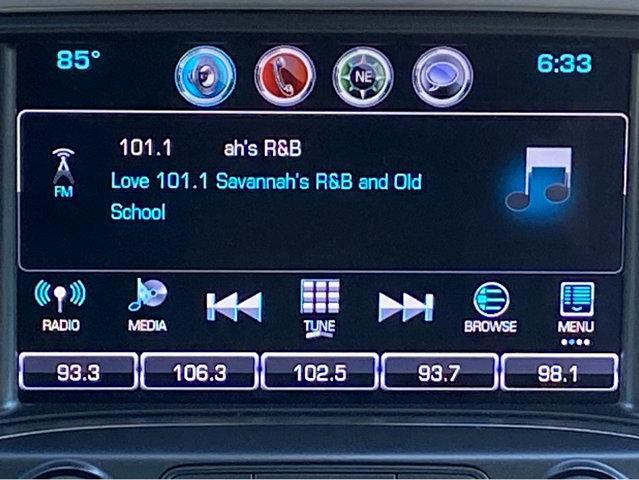 85° NE 6:33
101.1 ah's R&B
FM Love 101.1 Savannah's R&B and Old
School
RADIO MEDIA TUNE BROWSE MENU
93.3 106.3 102.5 93.7 98.1